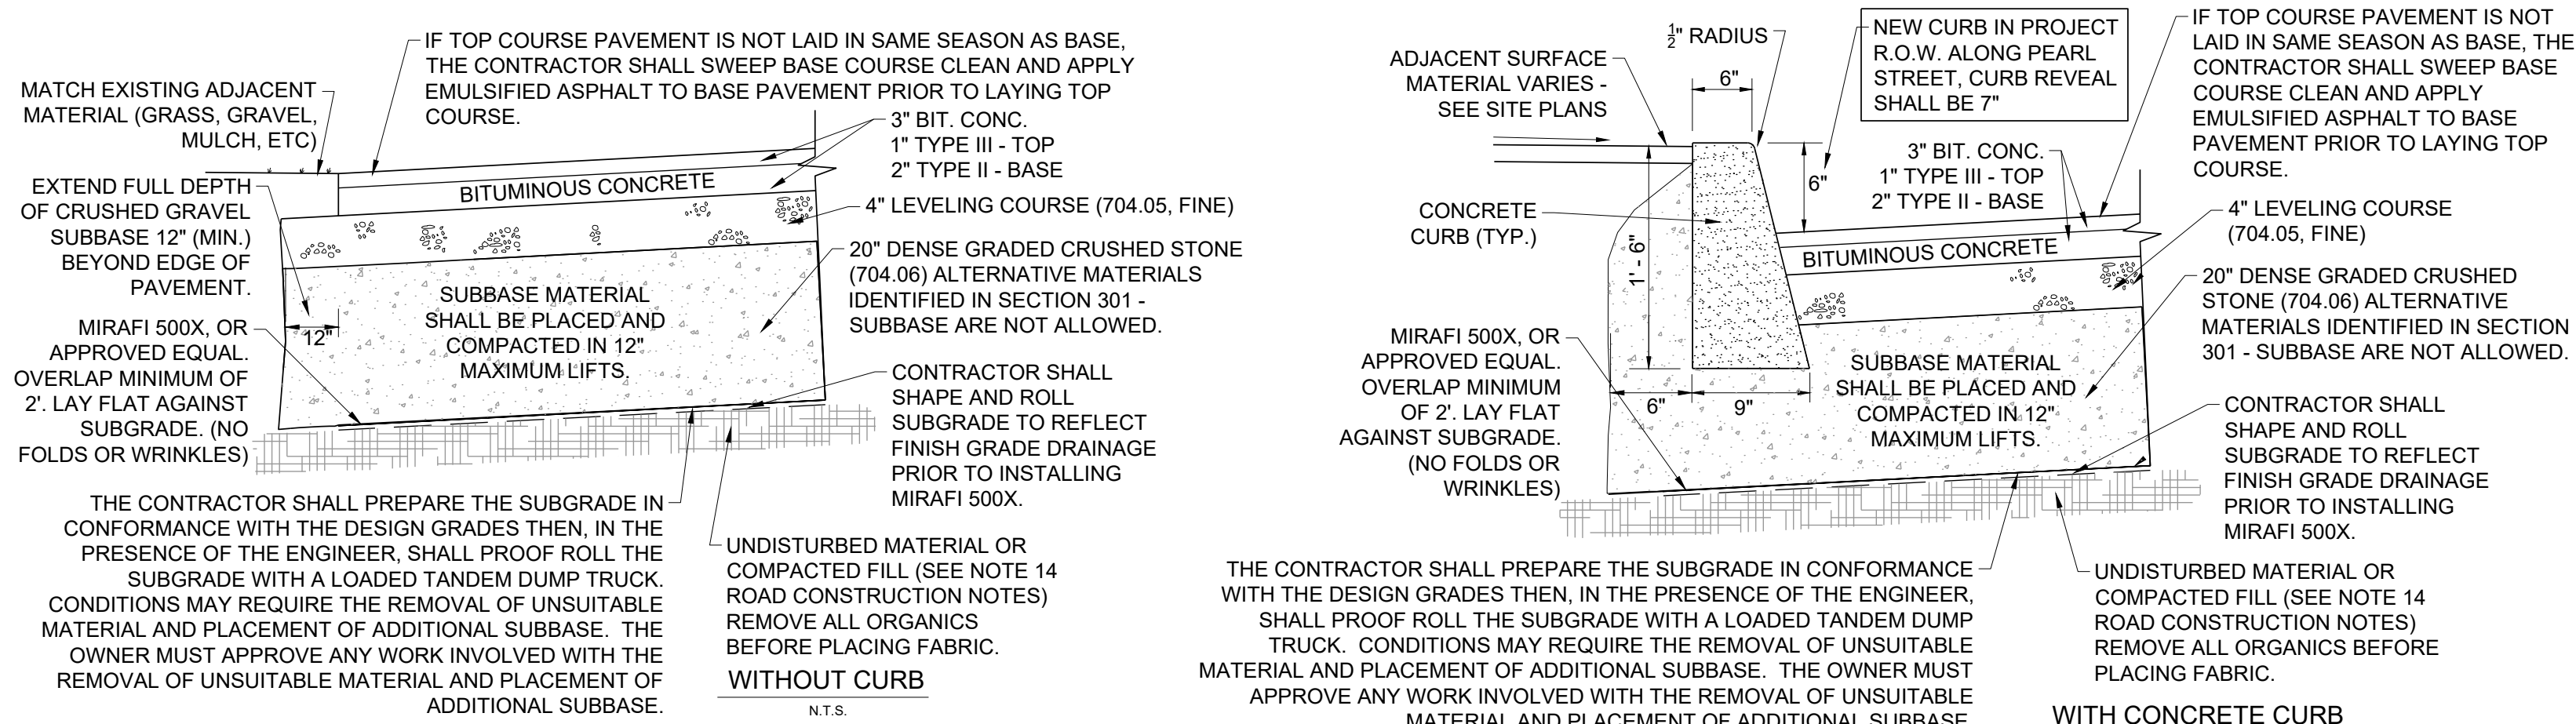 IF TOP COURSE PAVEMENT IS NOT LAID IN SAME SEASON AS BASE,
THE CONTRACTOR SHALL SWEEP BASE COURSE CLEAN AND APPLY
EMULSIFIED ASPHALT TO BASE PAVEMENT PRIOR TO LAYING TOP
COURSE.
MATCH EXISTING ADJACENT
MATERIAL (GRASS, GRAVEL,
MULCH, ETC)
3" BIT. CONC.
1" TYPE III - TOP
2" TYPE II - BASE
EXTEND FULL DEPTH
OF CRUSHED GRAVEL
SUBBASE 12" (MIN.)
BEYOND EDGE OF
PAVEMENT.
BITUMINOUS CONCRETE
4" LEVELING COURSE (704.05, FINE)
20" DENSE GRADED CRUSHED STONE
(704.06) ALTERNATIVE MATERIALS
IDENTIFIED IN SECTION 301 -
SUBBASE ARE NOT ALLOWED.
SUBBASE MATERIAL
SHALL BE PLACED AND
COMPACTED IN 12"
MAXIMUM LIFTS.
12"
MIRAFI 500X, OR
APPROVED EQUAL.
OVERLAP MINIMUM OF
2'. LAY FLAT AGAINST
SUBGRADE. (NO
FOLDS OR WRINKLES)
CONTRACTOR SHALL
SHAPE AND ROLL
SUBGRADE TO REFLECT
FINISH GRADE DRAINAGE
PRIOR TO INSTALLING
MIRAFI 500X.
THE CONTRACTOR SHALL PREPARE THE SUBGRADE IN
CONFORMANCE WITH THE DESIGN GRADES THEN, IN THE
PRESENCE OF THE ENGINEER, SHALL PROOF ROLL THE
SUBGRADE WITH A LOADED TANDEM DUMP TRUCK.
CONDITIONS MAY REQUIRE THE REMOVAL OF UNSUITABLE
MATERIAL AND PLACEMENT OF ADDITIONAL SUBBASE. THE
OWNER MUST APPROVE ANY WORK INVOLVED WITH THE
REMOVAL OF UNSUITABLE MATERIAL AND PLACEMENT OF
ADDITIONAL SUBBASE.
UNDISTURBED MATERIAL OR
COMPACTED FILL (SEE NOTE 14
ROAD CONSTRUCTION NOTES)
REMOVE ALL ORGANICS
BEFORE PLACING FABRIC.
WITHOUT CURB
N.T.S.
ADJACENT SURFACE
MATERIAL VARIES -
SEE SITE PLANS
½" RADIUS
6"
NEW CURB IN PROJECT
R.O.W. ALONG PEARL
STREET, CURB REVEAL
SHALL BE 7"
IF TOP COURSE PAVEMENT IS NOT
LAID IN SAME SEASON AS BASE, THE
CONTRACTOR SHALL SWEEP BASE
COURSE CLEAN AND APPLY
EMULSIFIED ASPHALT TO BASE
PAVEMENT PRIOR TO LAYING TOP
COURSE.
3" BIT. CONC.
1" TYPE III - TOP
2" TYPE II - BASE
6"
CONCRETE
CURB (TYP.)
1' - 6"
BITUMINOUS CONCRETE
4" LEVELING COURSE
(704.05, FINE)
20" DENSE GRADED CRUSHED
STONE (704.06) ALTERNATIVE
MATERIALS IDENTIFIED IN SECTION
301 - SUBBASE ARE NOT ALLOWED.
MIRAFI 500X, OR
APPROVED EQUAL.
OVERLAP MINIMUM
OF 2'. LAY FLAT
AGAINST SUBGRADE.
(NO FOLDS OR
WRINKLES)
6"
9"
SUBBASE MATERIAL
SHALL BE PLACED AND
COMPACTED IN 12"
MAXIMUM LIFTS.
CONTRACTOR SHALL
SHAPE AND ROLL
SUBGRADE TO REFLECT
FINISH GRADE DRAINAGE
PRIOR TO INSTALLING
MIRAFI 500X.
THE CONTRACTOR SHALL PREPARE THE SUBGRADE IN CONFORMANCE
WITH THE DESIGN GRADES THEN, IN THE PRESENCE OF THE ENGINEER,
SHALL PROOF ROLL THE SUBGRADE WITH A LOADED TANDEM DUMP
TRUCK. CONDITIONS MAY REQUIRE THE REMOVAL OF UNSUITABLE
MATERIAL AND PLACEMENT OF ADDITIONAL SUBBASE. THE OWNER MUST
APPROVE ANY WORK INVOLVED WITH THE REMOVAL OF UNSUITABLE
MATERIAL AND PLACEMENT OF ADDITIONAL SUBBASE.
UNDISTURBED MATERIAL OR
COMPACTED FILL (SEE NOTE 14
ROAD CONSTRUCTION NOTES)
REMOVE ALL ORGANICS BEFORE
PLACING FABRIC.
WITH CONCRETE CURB